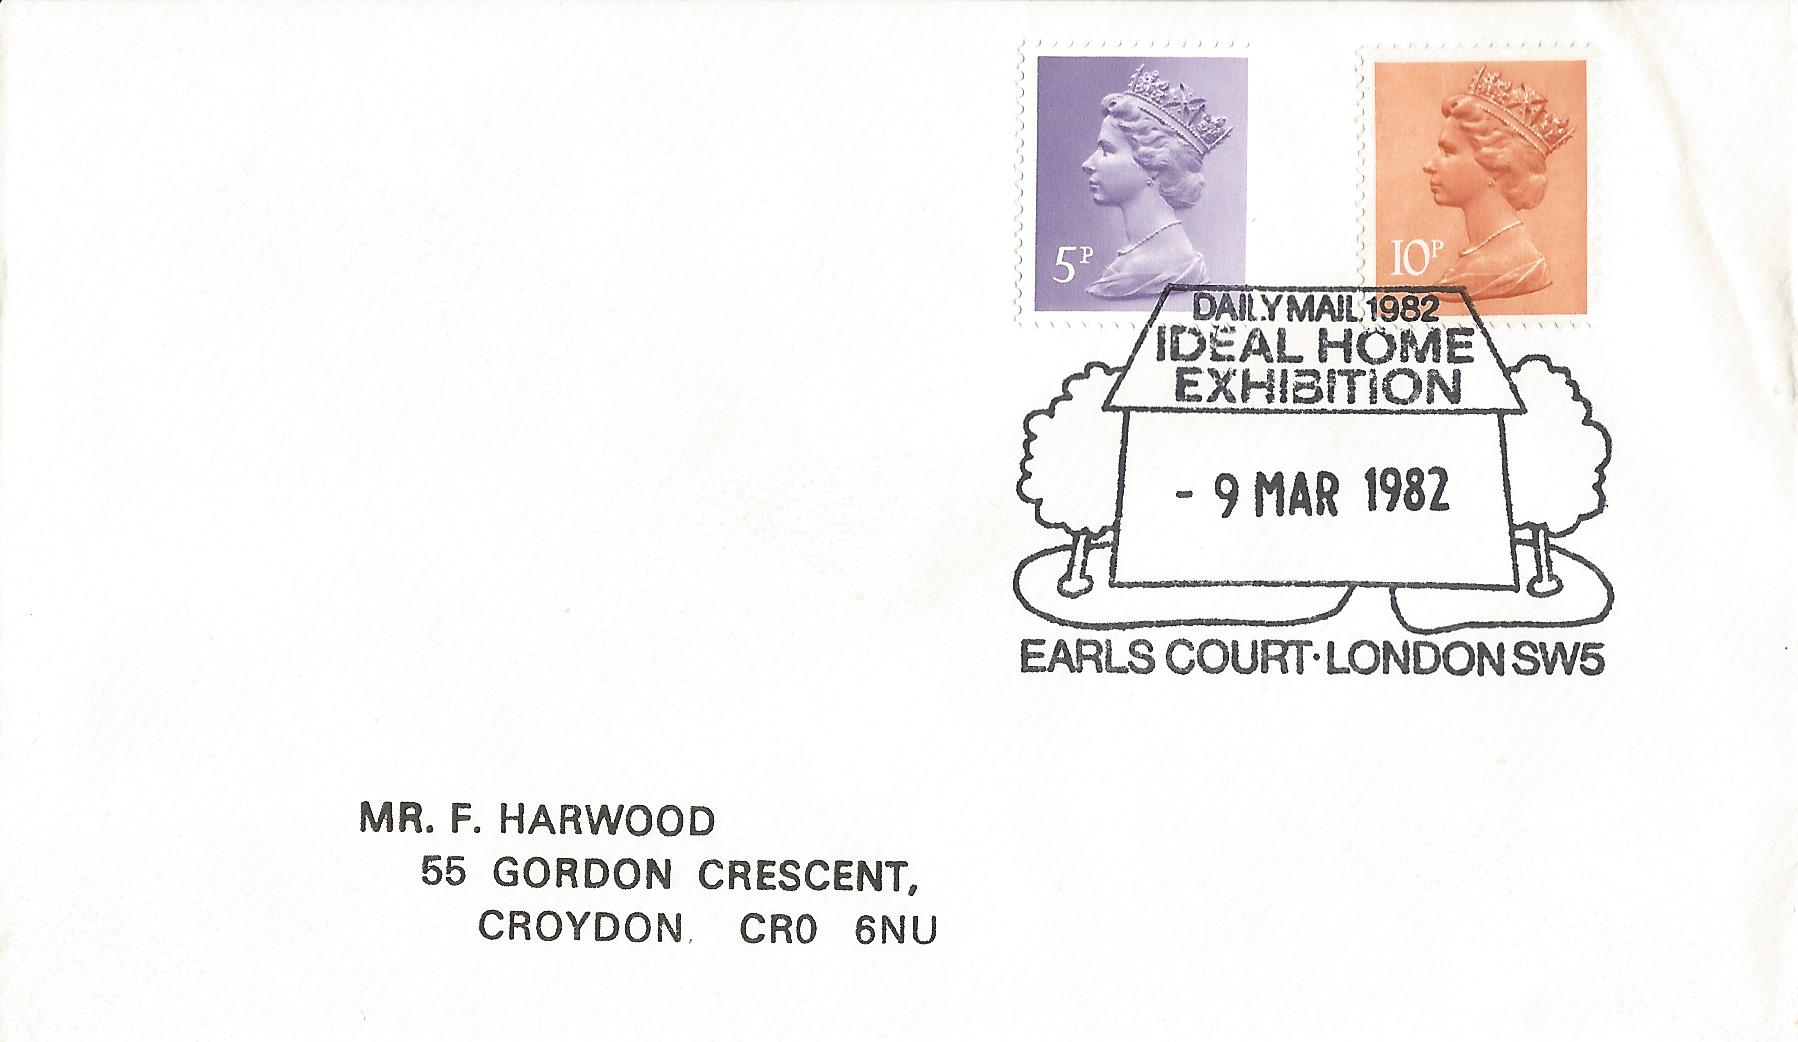 5P
10P
DAILY MAIL 1982
IDEAL HOME
EXHIBITION
- 9 MAR 1982
EARLS COURT · LONDON SW5
MR. F. HARWOOD
55 GORDON CRESCENT,
CROYDON, CR0 6NU